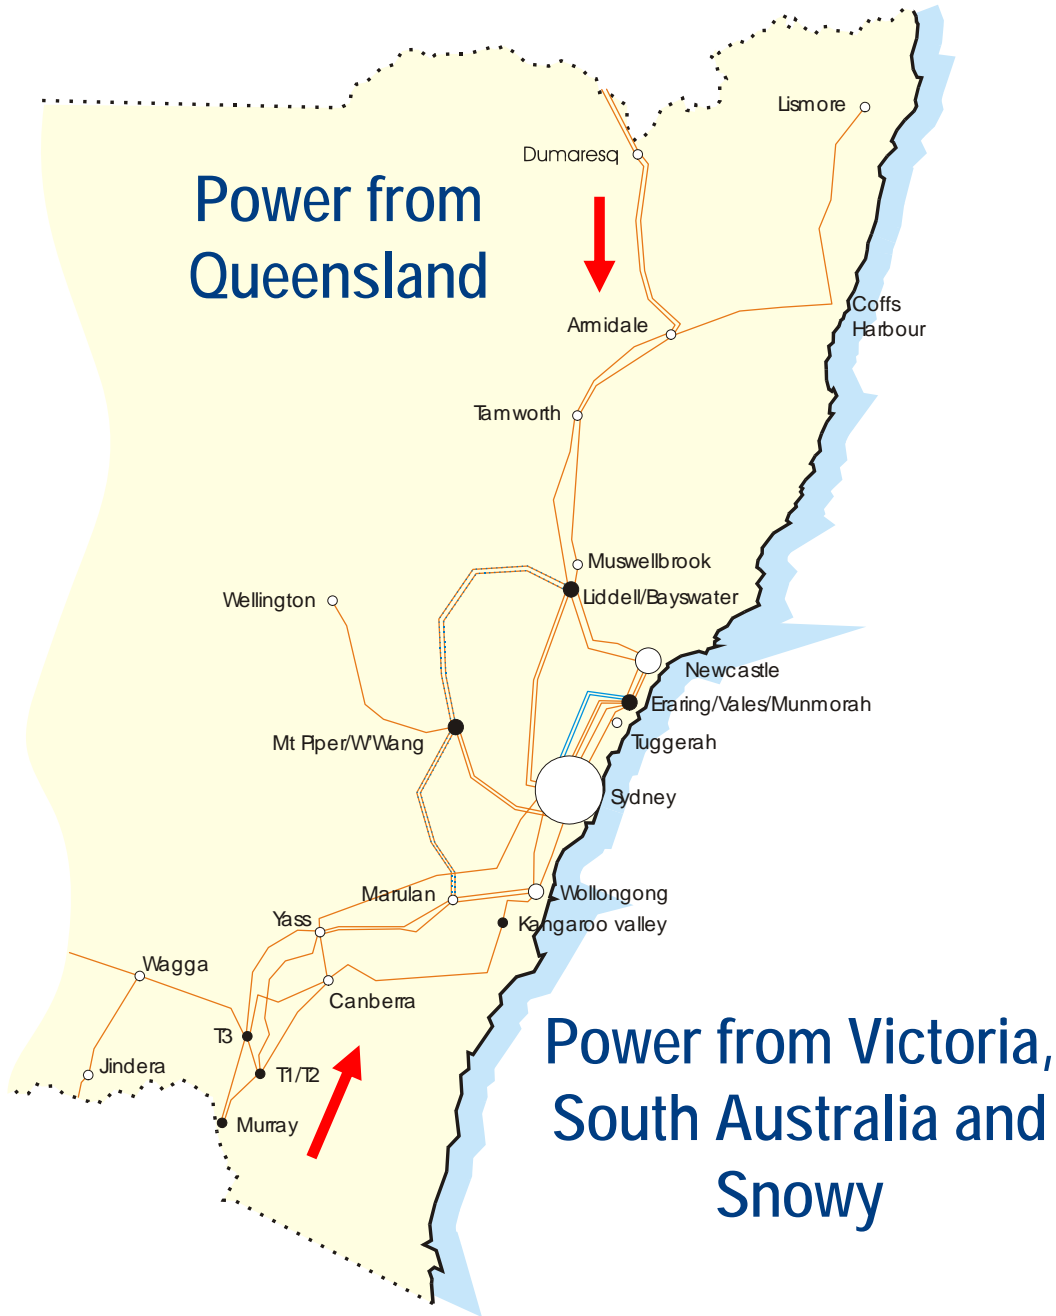 Lismore
Dumaresq
Power from
Queensland
Coffs
Harbour
Armidale
Tamworth
Muswellbrook
Liddell/Bayswater
Wellington
Newcastle
Eraring/Vales/Munmorah
Mt Piper/W'Wang
Tuggerah
Sydney
Marulan
Wollongong
Yass
Kangaroo valley
Wagga
Canberra
T3
Jindera
T1/T2
Murray
Power from Victoria,
South Australia and
Snowy